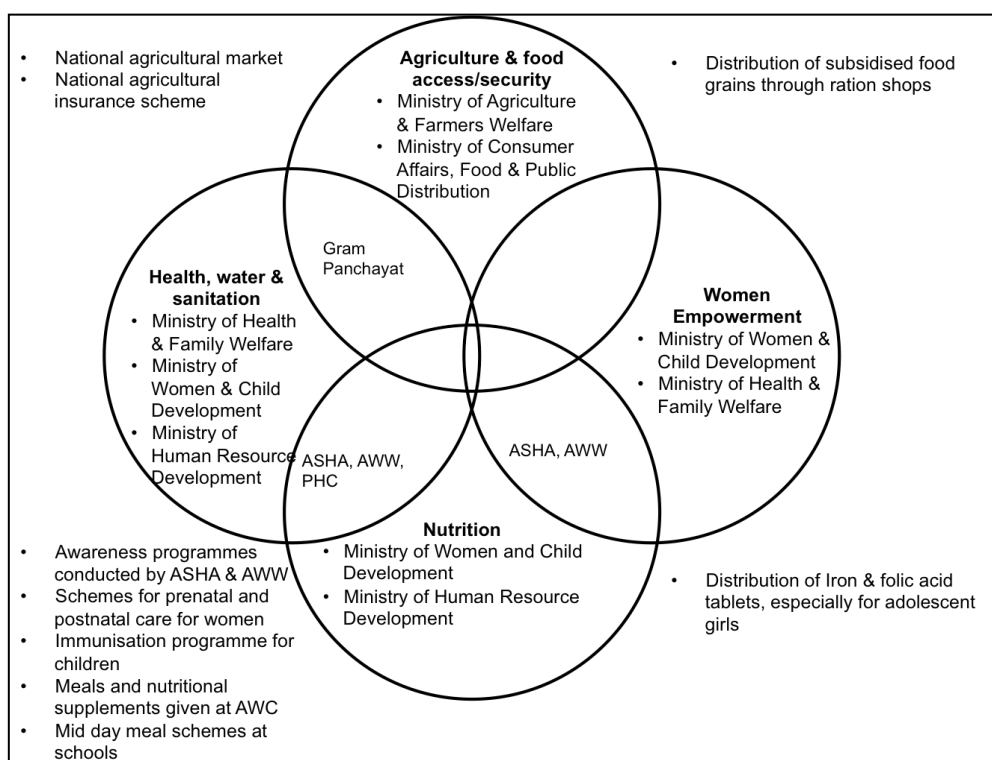 • National agricultural market
• National agricultural
insurance scheme
Agriculture & food
access/security
• Ministry of Agriculture
& Farmers Welfare
• Ministry of Consumer
Affairs, Food & Public
Distribution
• Distribution of subsidised food
grains through ration shops
Gram
Panchayat
Health, water &
sanitation
• Ministry of Health
& Family Welfare
• Ministry of
Women & Child
Development
• Ministry of
Human Resource
Development
Women
Empowerment
• Ministry of Women &
Child Development
• Ministry of Health &
Family Welfare
ASHA, AWW,
PHC
ASHA, AWW
Nutrition
• Ministry of Women and Child
Development
• Ministry of Human Resource
Development
• Awareness programmes
conducted by ASHA & AWW
• Schemes for prenatal and
postnatal care for women
• Immunisation programme for
children
• Meals and nutritional
supplements given at AWC
• Mid day meal schemes at
schools
• Distribution of Iron & folic acid
tablets, especially for adolescent
girls